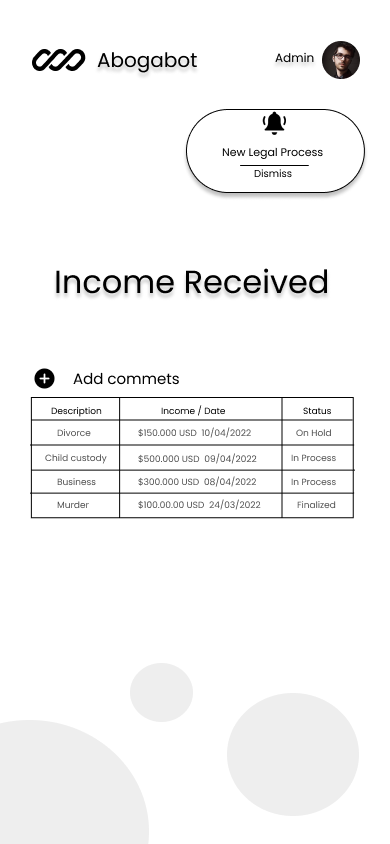 Abogabot
Admin
New Legal Process
Dismiss
Income Received
Add commets
Description Income / Date Status
Divorce $150.000 USD 10/04/2022 On Hold
Child custody $500.000 USD 09/04/2022 In Process
Business $300.000 USD 08/04/2022 In Process
Murder $100.00.00 USD 24/03/2022 Finalized